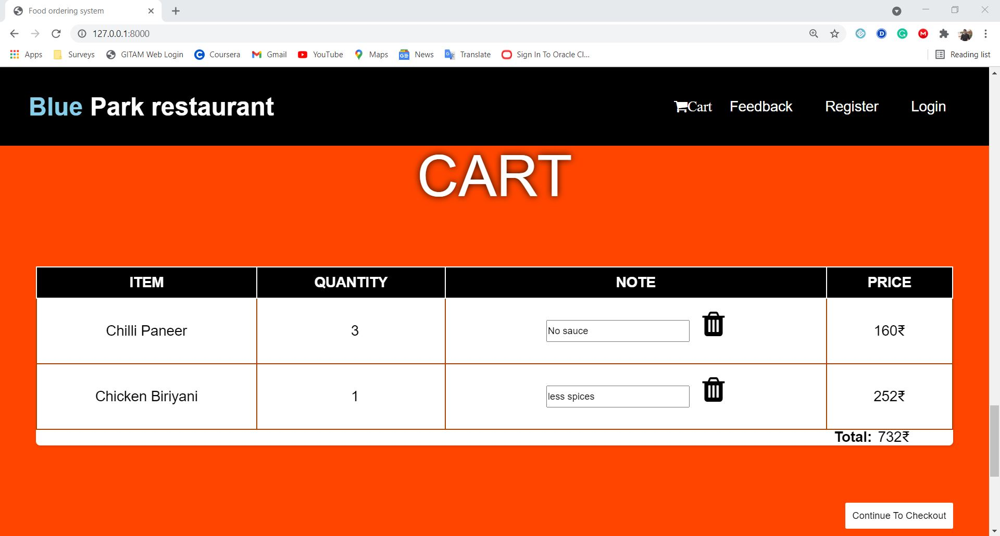 Food ordering system
127.0.0.1:8000
Apps Surveys GITAM Web Login Coursera Gmail YouTube Maps News Translate Sign In To Oracle Cl... Reading list
Blue Park restaurant Cart Feedback Register Login
CART
ITEM QUANTITY NOTE PRICE
Chilli Paneer 3 No sauce 160₹
Chicken Biriyani 1 less spices 252₹
Total: 732₹
Continue To Checkout